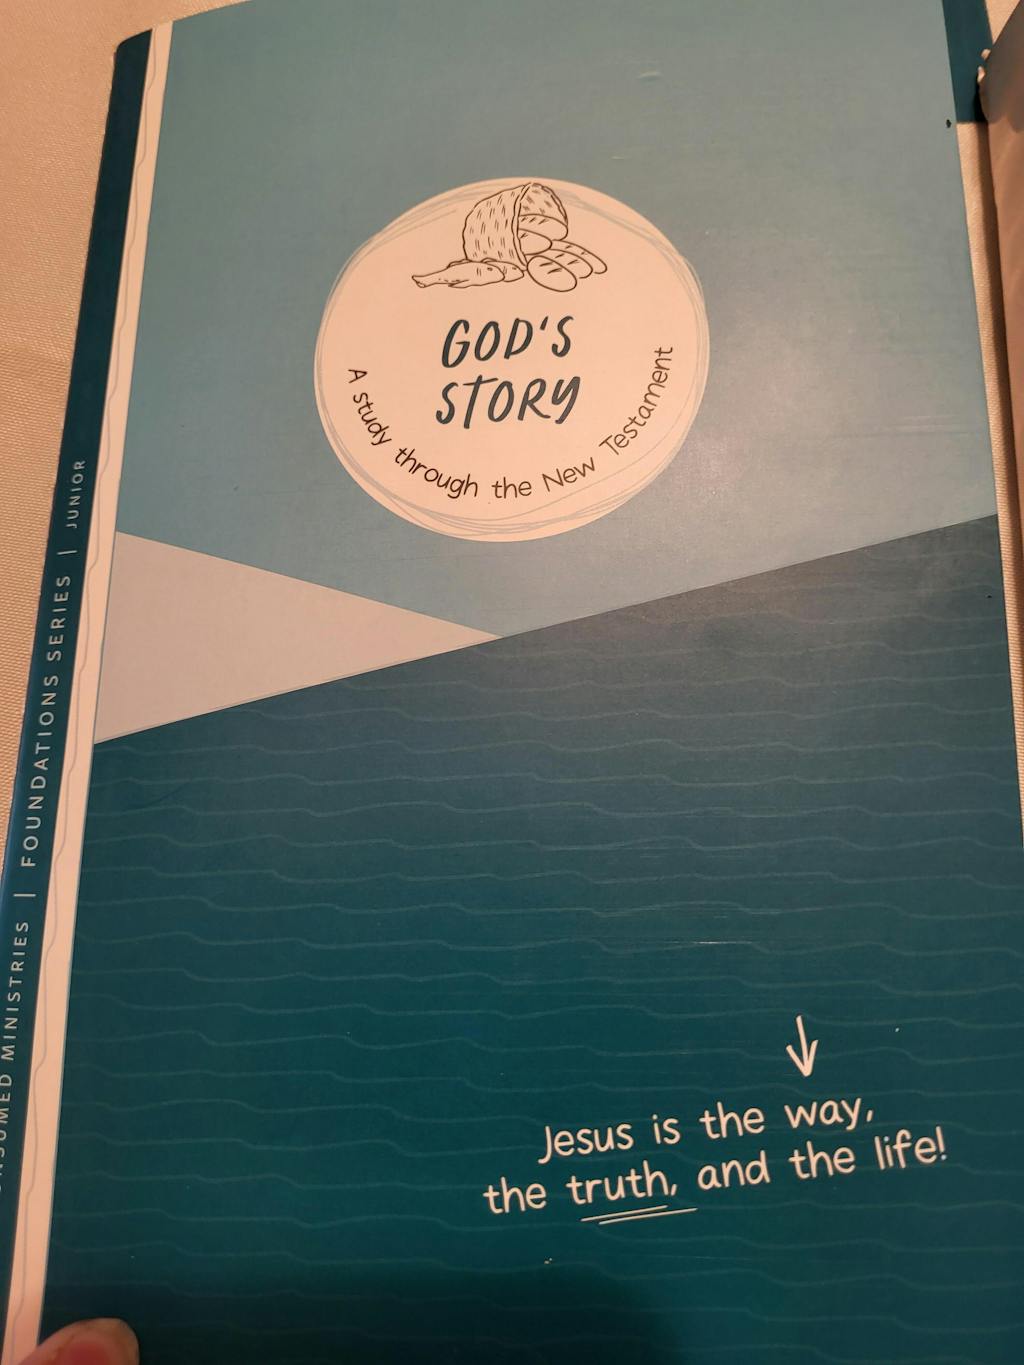 GOD'S
STORY
A study through the New Testament
MINISTRIES | FOUNDATIONS SERIES | JUNIOR
Jesus is the way,
the truth, and the life!